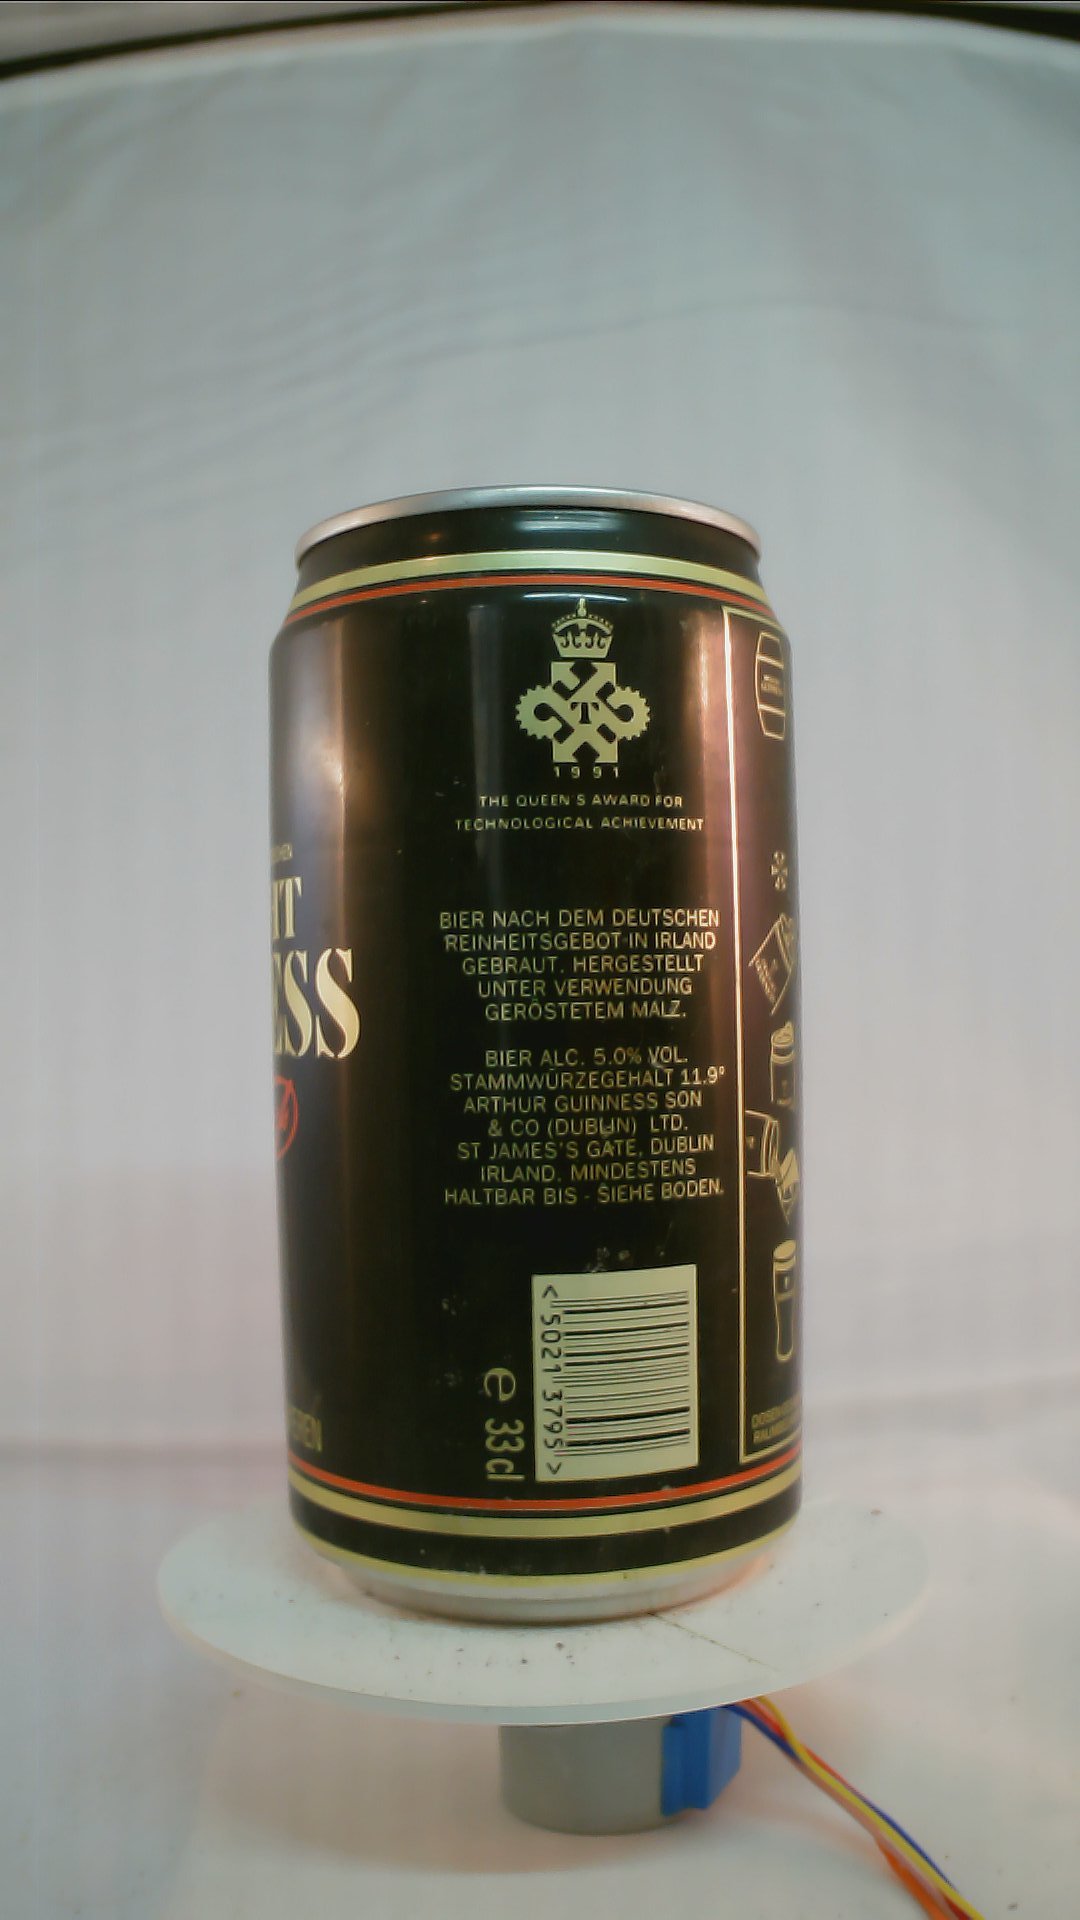 T
1991
THE QUEEN'S AWARD FOR
TECHNOLOGICAL ACHIEVEMENT
ESS
BIER NACH DEM DEUTSCHEN
REINHEITSGEBOT IN IRLAND
GEBRAUT. HERGESTELLT
UNTER VERWENDUNG
GERÖSTETEM MALZ.
BIER ALC. 5.0% VOL.
STAMMWÜRZEGEHALT 11.9°
ARTHUR GUINNESS SON
& CO (DUBLIN) LTD.
ST JAMES'S GATE, DUBLIN
IRLAND. MINDESTENS
HALTBAR BIS - SIEHE BODEN.
< 5021 3795 >
e 33cl